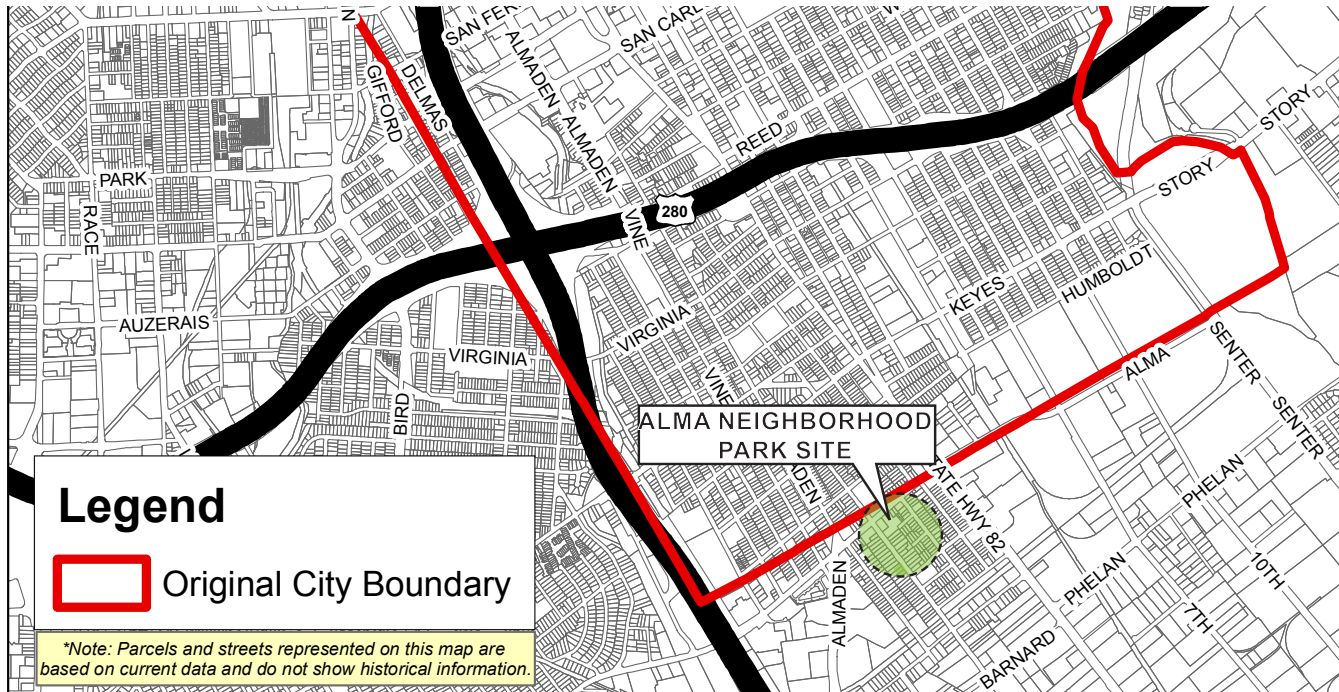 N
SAN FER
SAN CARL
W
GIFFORD
DELMAS
ALMADEN
ALMADEN
REED
STORY
PARK
STORY
RACE
VINE
280
HUMBOLDT
KEYES
AUZERAIS
VIRGINIA
VIRGINIA
BIRD
VINE
ALMA
SENTER
SENTER
ALMA NEIGHBORHOOD
PARK SITE
ADEN
TATE HWY 82
PHELAN
PHELAN
10TH
7TH
ALMADEN
BARNARD
Legend
Original City Boundary
*Note: Parcels and streets represented on this map are
based on current data and do not show historical information.